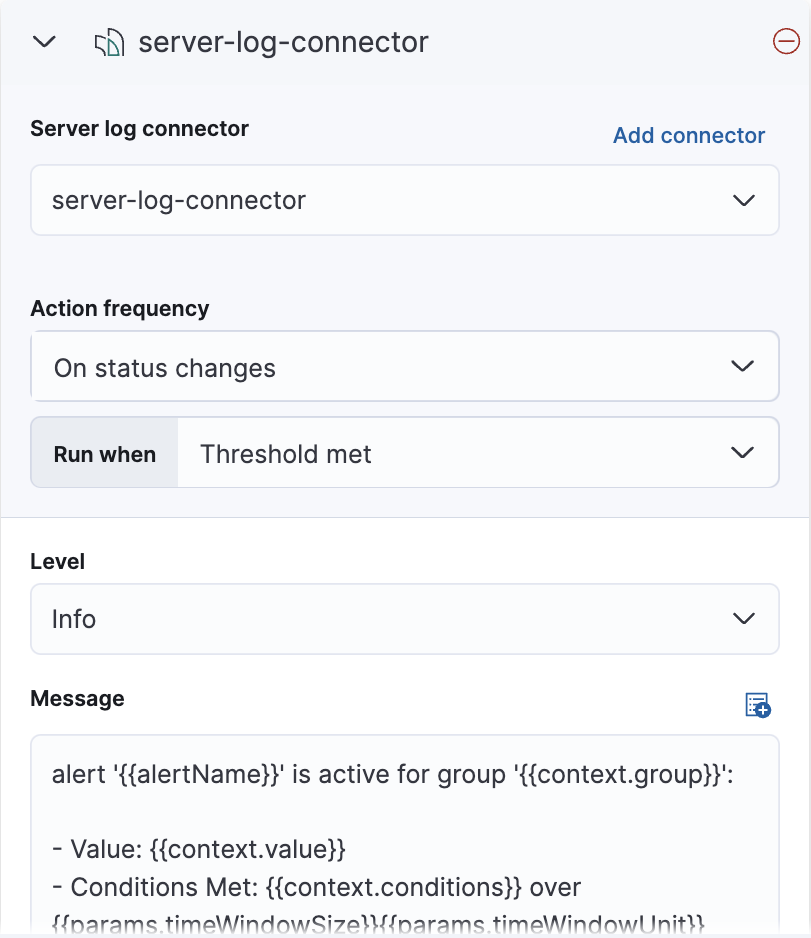 server-log-connector
Server log connector
Add connector
server-log-connector
Action frequency
On status changes
Run when
Threshold met
Level
Info
Message
alert '{{alertName}}' is active for group '{{context.group}}':
- Value: {{context.value}}
- Conditions Met: {{context.conditions}} over
{{params.timeWindowSize}}{{params.timeWindowUnit}}